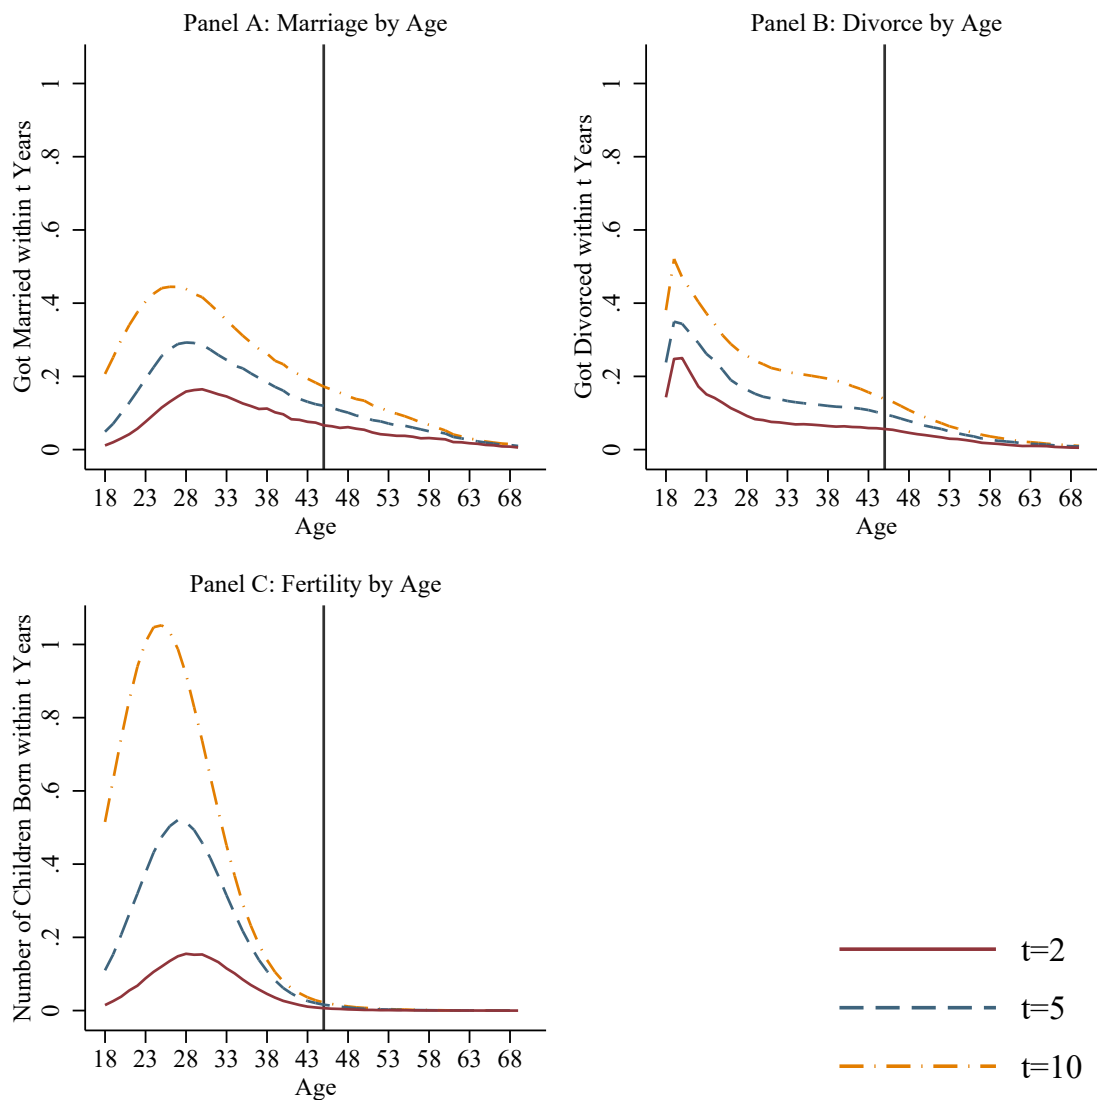 Panel A: Marriage by Age
Got Married within t Years
0 .2 .4 .6 .8 1
18 23 28 33 38 43 48 53 58 63 68
Age
Panel B: Divorce by Age
Got Divorced within t Years
0 .2 .4 .6 .8 1
18 23 28 33 38 43 48 53 58 63 68
Age
Panel C: Fertility by Age
Number of Children Born within t Years
0 .2 .4 .6 .8 1
18 23 28 33 38 43 48 53 58 63 68
Age
t=2
t=5
t=10